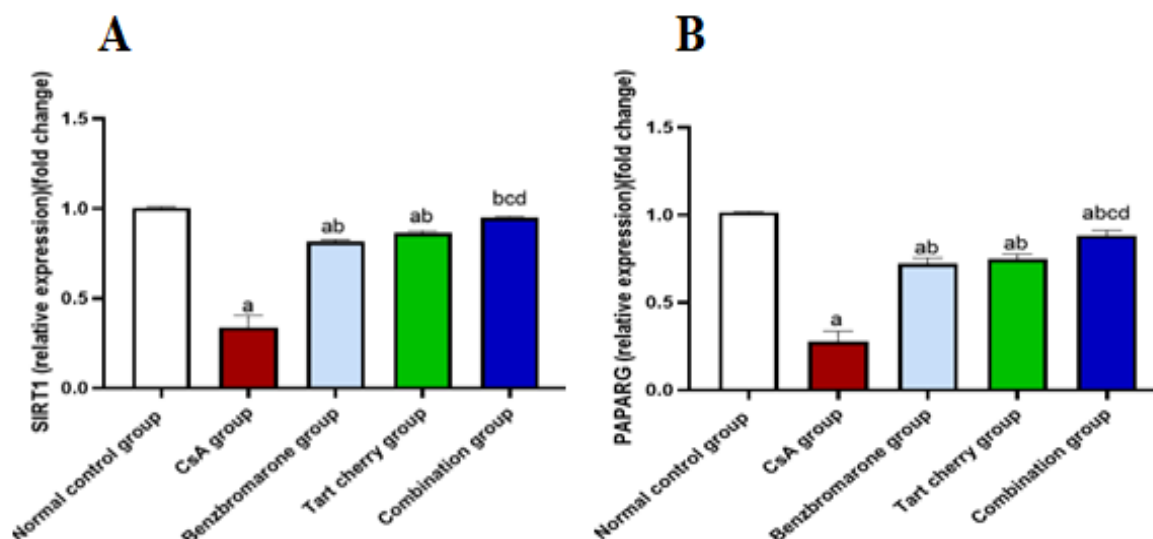 A
SIRT1 (relative expression)(fold change)
1.5
1.0
0.5
0.0
a
ab
ab
bcd
Normal control group
CsA group
Benzbromarone group
Tart cherry group
Combination group
B
PAPARG (relative expression)(fold change)
1.5
1.0
0.5
0.0
a
ab
ab
abcd
Normal control group
CsA group
Benzbromarone group
Tart cherry group
Combination group